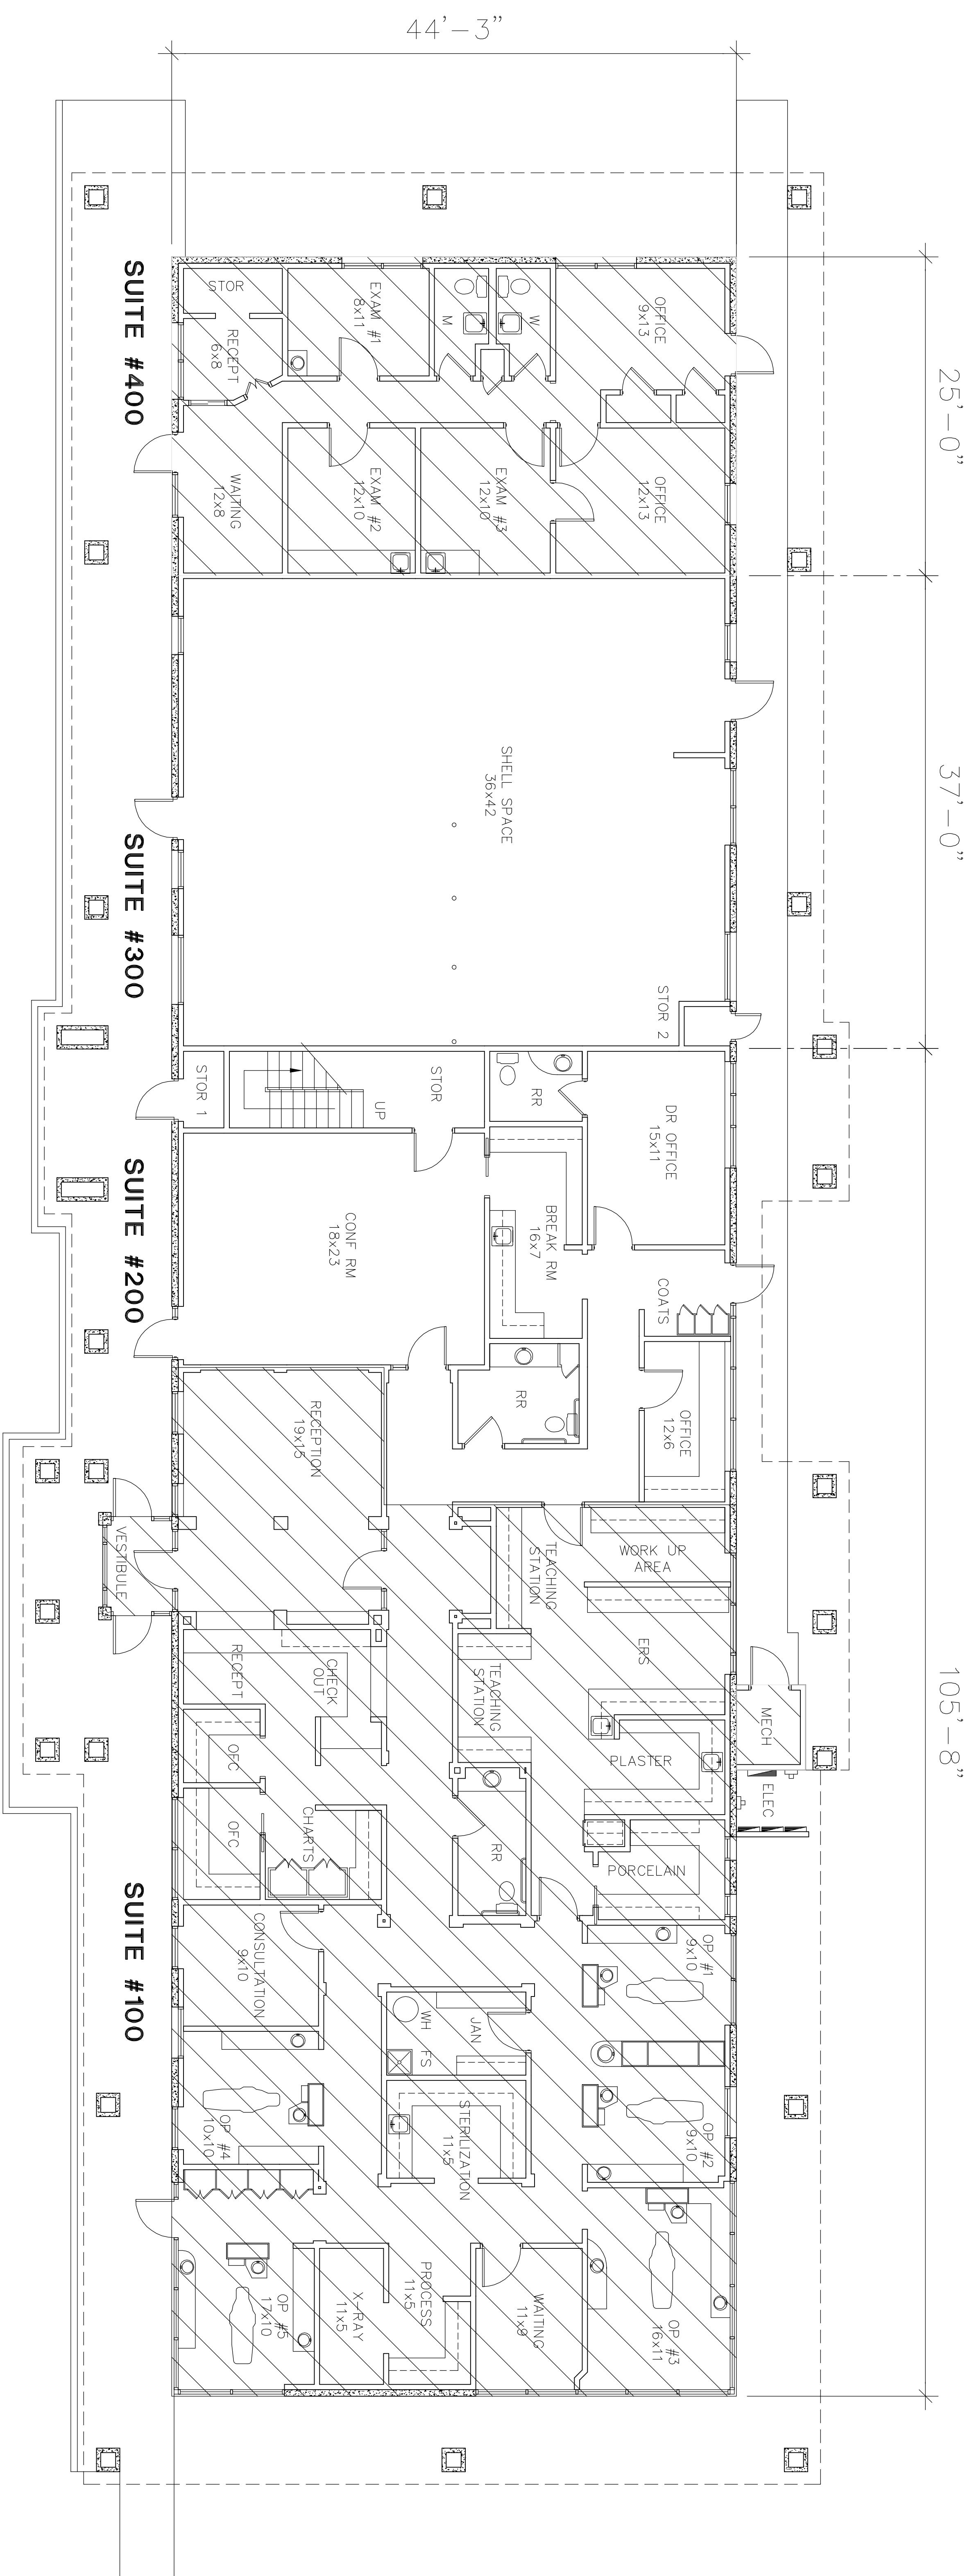 44'-3"
25'-0"
37'-0"
105'-8"
SUITE #400
SUITE #300
SUITE #200
SUITE #100
STOR
RECEPT
6x8
EXAM #1
8x11
M
W
OFFICE
9x13
WAITING
12x8
EXAM #2
12x10
EXAM #3
12x10
OFFICE
12x13
SHELL SPACE
36x42
STOR 2
STOR 1
UP
STOR
RR
DR OFFICE
15x11
CONF RM
18x23
BREAK RM
16x7
COATS
RR
OFFICE
12x6
RECEPTION
19x15
VESTIBULE
TEACHING
STATION
WORK UP
AREA
RECEPT
CHECK
OUT
TEACHING
STATION
ERS
MECH
ELEC
PLASTER
OFC
OFC
CHARTS
RR
PORCELAIN
CONSULTATION
9x10
OP #1
9x10
WH
FS
JAN
OP #4
10x10
STERILIZATION
11x5
OP #2
9x10
OP #5
17x10
X-RAY
11x5
PROCESS
11x5
WAITING
11x9
OP #3
16x11